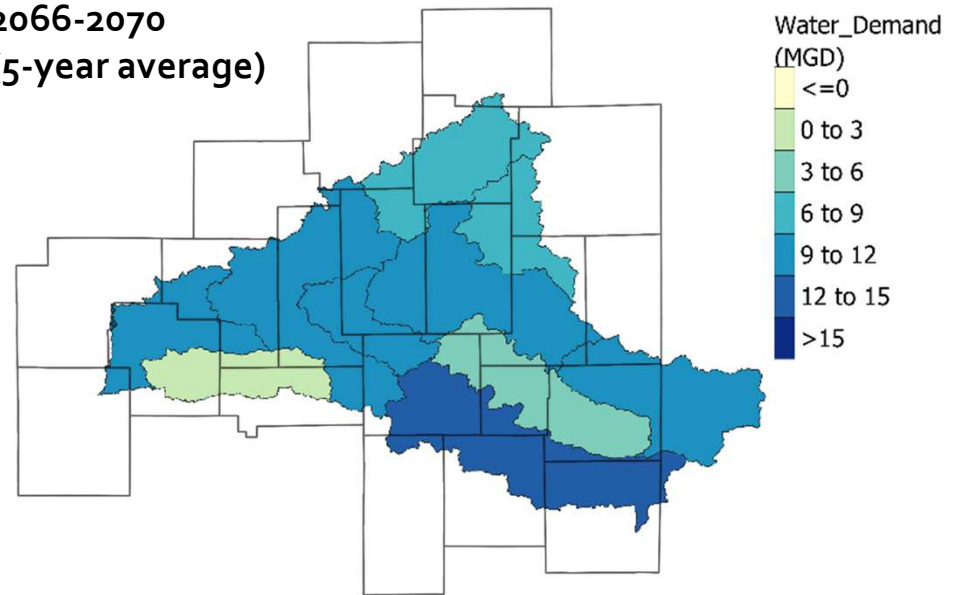 2066-2070
(5-year average)
Water_Demand
(MGD)
<=0
0 to 3
3 to 6
6 to 9
9 to 12
12 to 15
>15